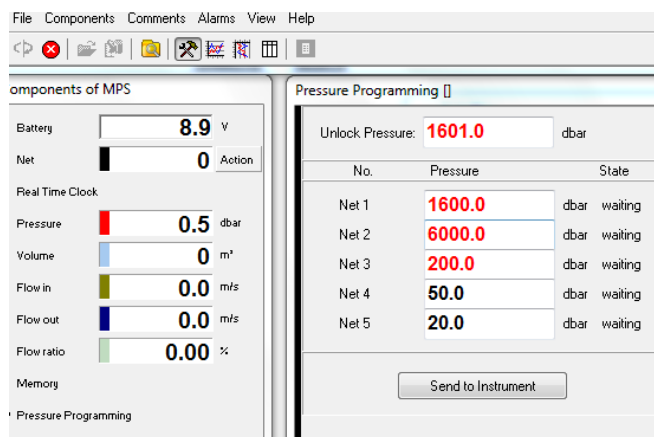 File Components Comments Alarms View Help
omponents of MPS
Battery 8.9 V
Net 0 Action
Real Time Clock
Pressure 0.5 dbar
Volume 0 m³
Flow in 0.0 m/s
Flow out 0.0 m/s
Flow ratio 0.00 %
Memory
Pressure Programming
Pressure Programming []
Unlock Pressure: 1601.0 dbar
No. Pressure State
Net 1 1600.0 dbar waiting
Net 2 6000.0 dbar waiting
Net 3 200.0 dbar waiting
Net 4 50.0 dbar waiting
Net 5 20.0 dbar waiting
Send to Instrument